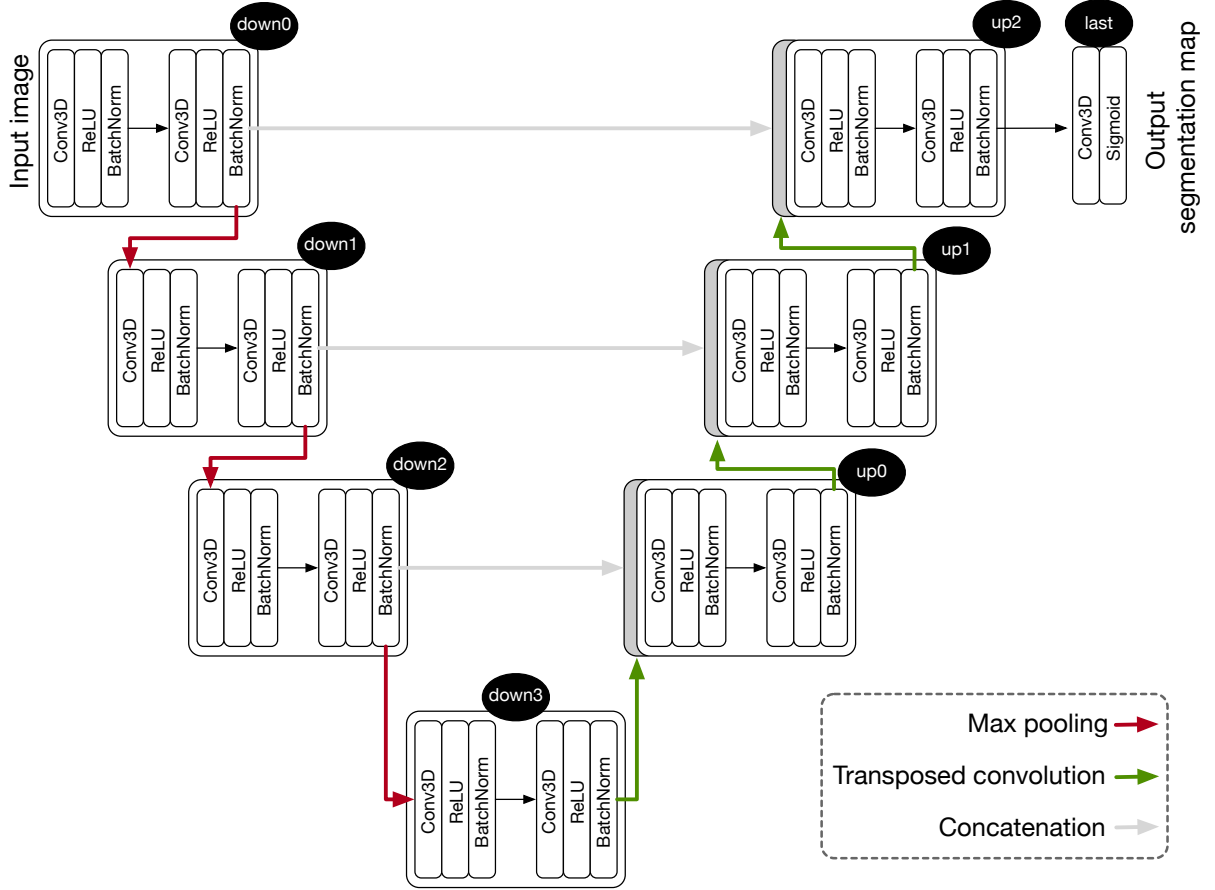 Input image
down0
Conv3D
ReLU
BatchNorm
Conv3D
ReLU
BatchNorm
up2
Conv3D
ReLU
BatchNorm
Conv3D
ReLU
BatchNorm
last
Conv3D
Sigmoid
Output
segmentation map
down1
Conv3D
ReLU
BatchNorm
Conv3D
ReLU
BatchNorm
up1
Conv3D
ReLU
BatchNorm
Conv3D
ReLU
BatchNorm
down2
Conv3D
ReLU
BatchNorm
Conv3D
ReLU
BatchNorm
up0
Conv3D
ReLU
BatchNorm
Conv3D
ReLU
BatchNorm
down3
Conv3D
ReLU
BatchNorm
Conv3D
ReLU
BatchNorm
Max pooling
Transposed convolution
Concatenation